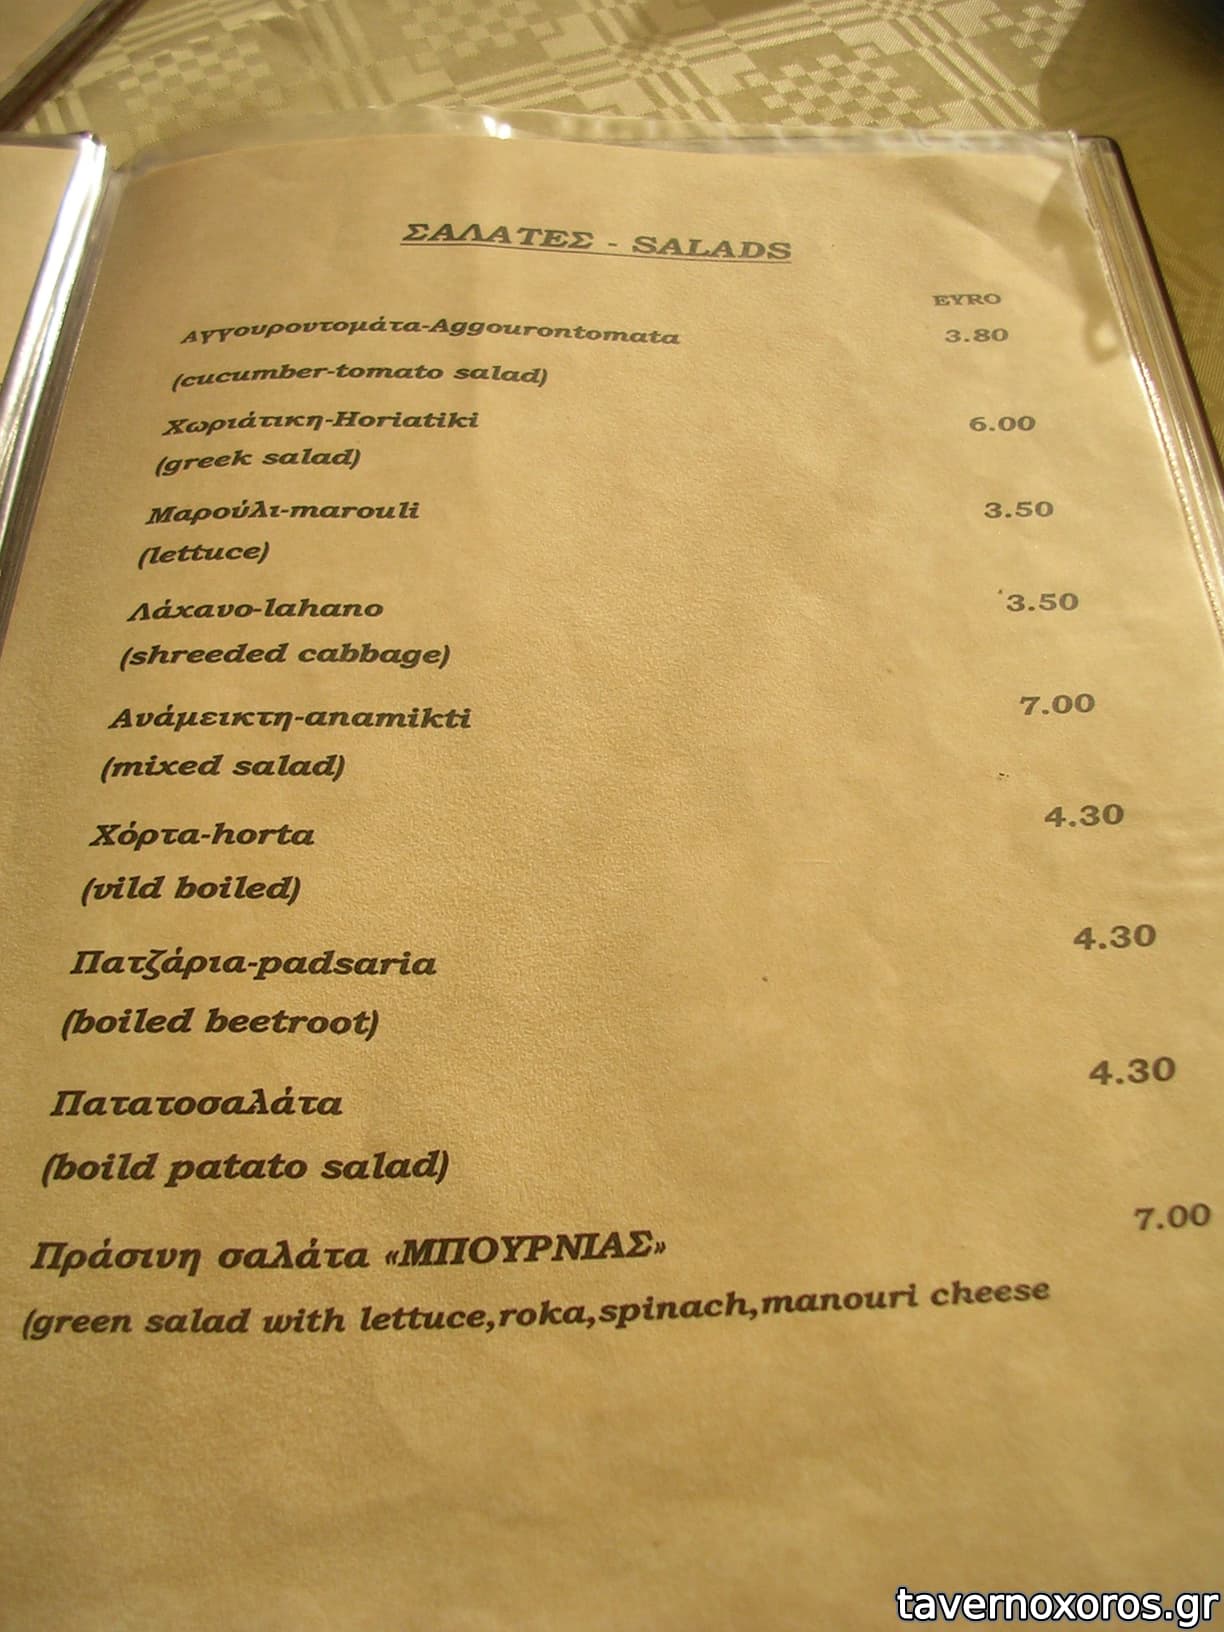 ΣΑΛΑΤΕΣ - SALADS
EYRO
Αγγουροντομάτα-Aggourontomata 3.80
(cucumber-tomato salad)
Χωριάτικη-Horiatiki 6.00
(greek salad)
Μαρούλι-marouli 3.50
(lettuce)
Λάχανο-lahano 3.50
(shreeded cabbage)
Ανάμεικτη-anamikti 7.00
(mixed salad)
Χόρτα-horta 4.30
(vild boiled)
Πατζάρια-padsaria 4.30
(boiled beetroot)
Πατατοσαλάτα 4.30
(boild patato salad)
Πράσινη σαλάτα «ΜΠΟΥΡΝΙΑΣ» 7.00
(green salad with lettuce,roka,spinach,manouri cheese
tavernoxoros.gr